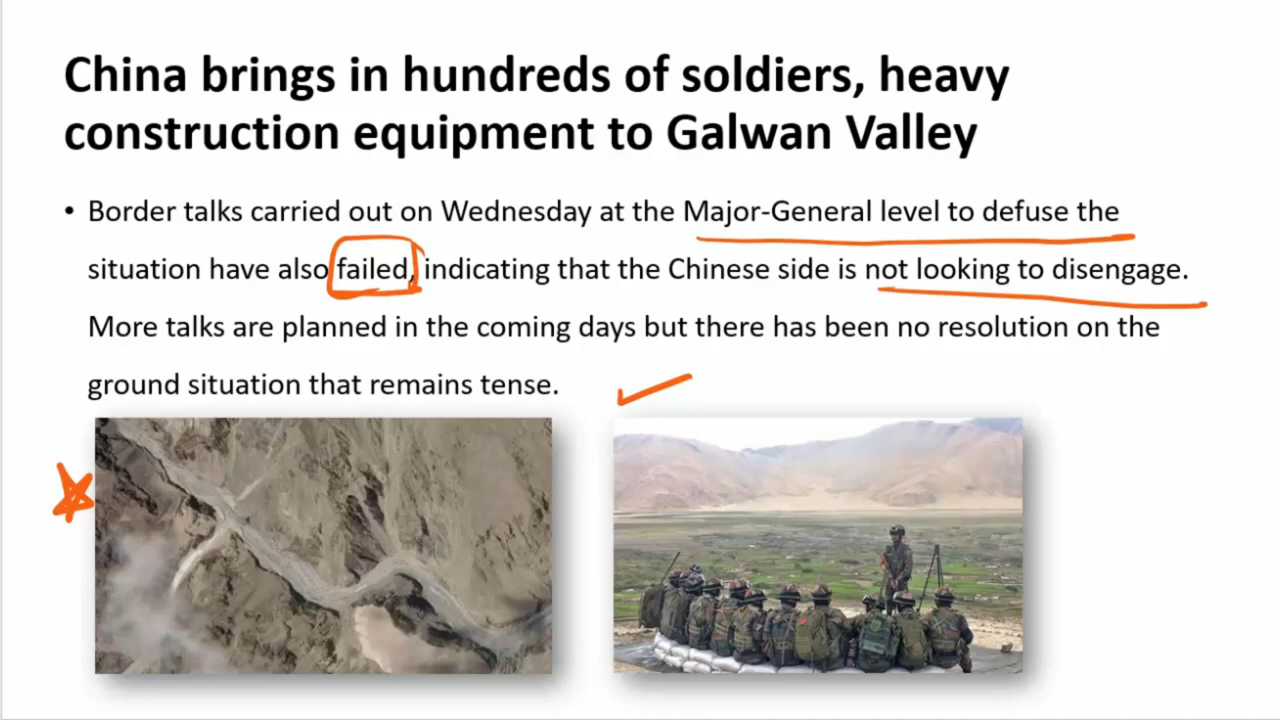 China brings in hundreds of soldiers, heavy
construction equipment to Galwan Valley
• Border talks carried out on Wednesday at the Major-General level to defuse the
situation have also failed, indicating that the Chinese side is not looking to disengage.
More talks are planned in the coming days but there has been no resolution on the
ground situation that remains tense.